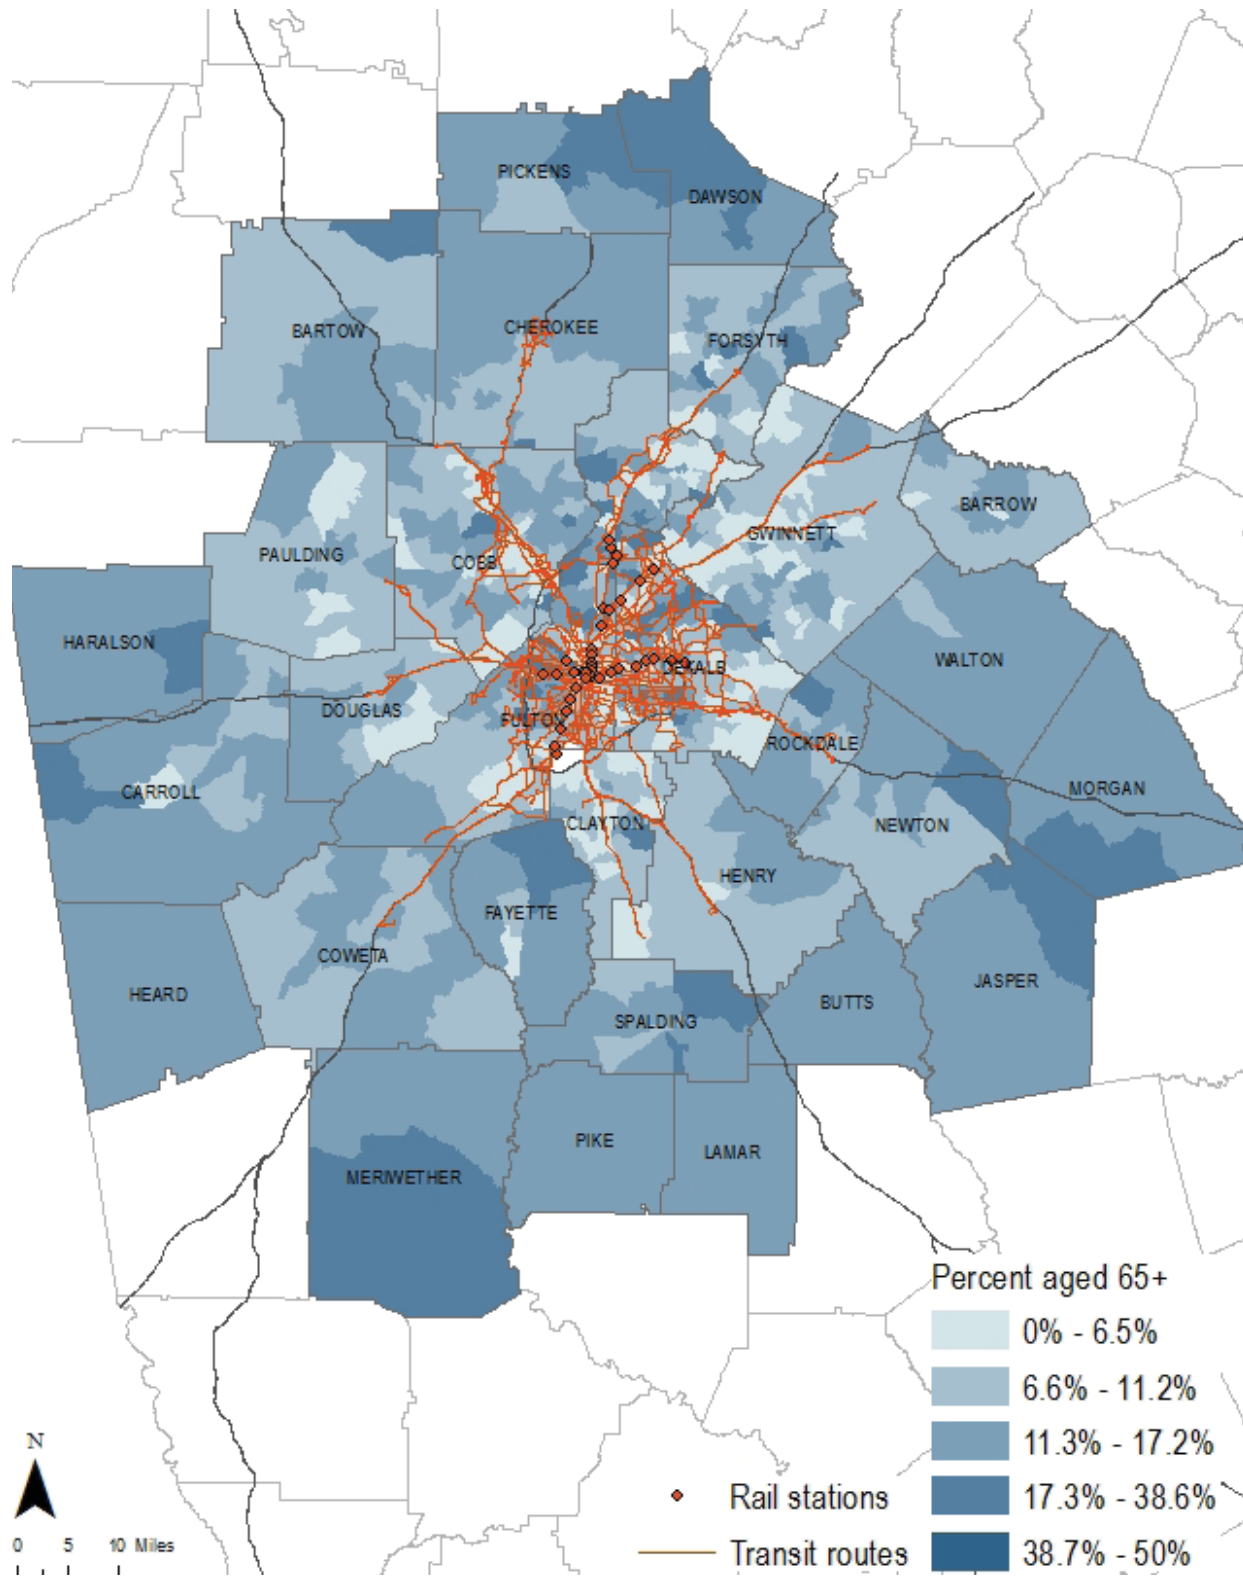 PICKENS
DAWSON
BARTOW
CHEROKEE
FORSYTH
BARROW
GWINNETT
PAULDING
COBB
HARALSON
WALTON
DEKALB
DOUGLAS
FULTON
ROCKDALE
CARROLL
MORGAN
CLAYTON
NEWTON
HENRY
FAYETTE
COWETA
HEARD
JASPER
BUTTS
SPALDING
PIKE
LAMAR
MERIWETHER
Percent aged 65+
0% - 6.5%
6.6% - 11.2%
11.3% - 17.2%
17.3% - 38.6%
38.7% - 50%
Rail stations
Transit routes
N
0 5 10 Miles